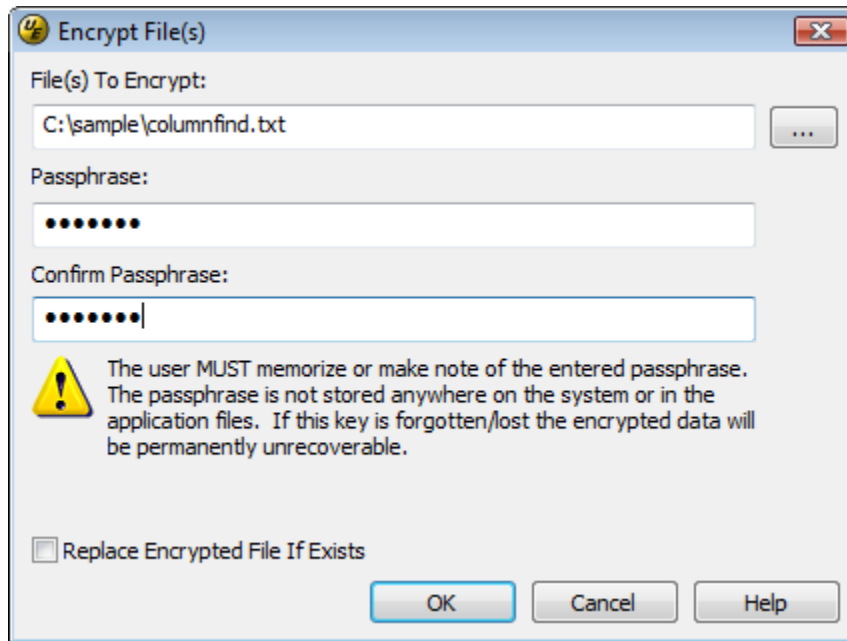 Encrypt File(s)
File(s) To Encrypt:
C:\sample\columnfind.txt
...
Passphrase:
•••••••
Confirm Passphrase:
•••••••
The user MUST memorize or make note of the entered passphrase.
The passphrase is not stored anywhere on the system or in the
application files.  If this key is forgotten/lost the encrypted data will
be permanently unrecoverable.
Replace Encrypted File If Exists
OK Cancel Help